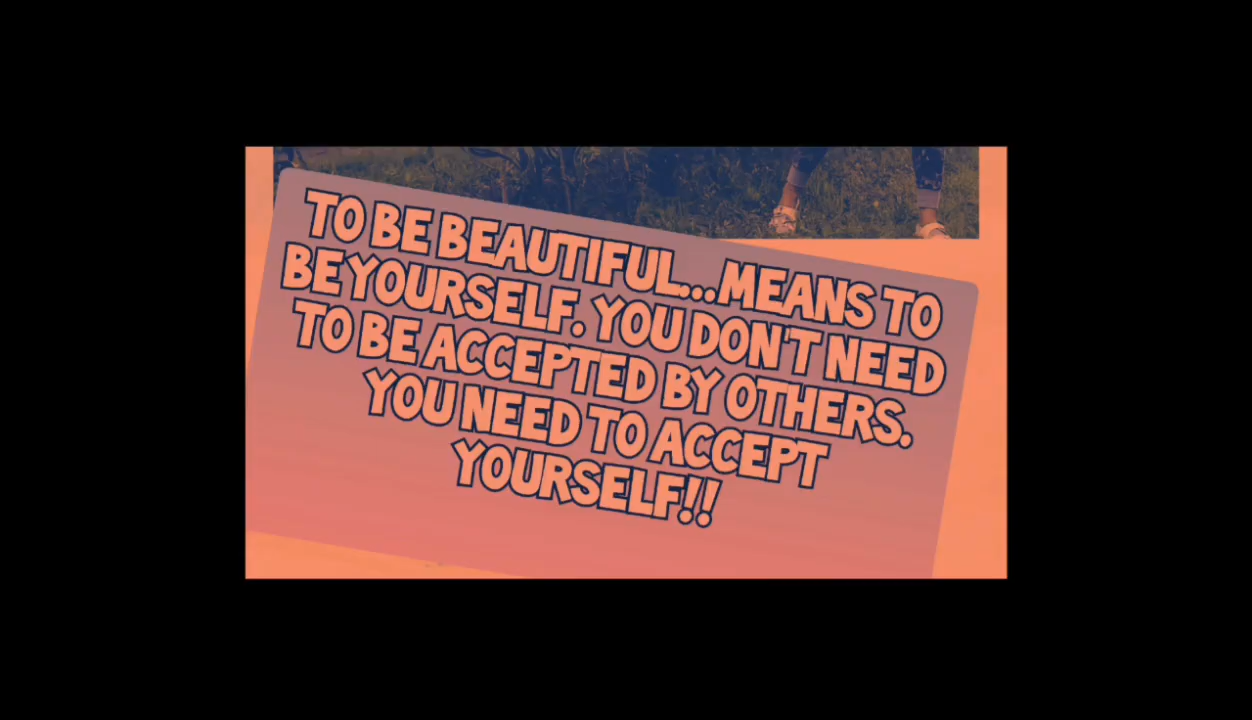 TO BE BEAUTIFUL...MEANS TO
BE YOURSELF. YOU DON'T NEED
TO BE ACCEPTED BY OTHERS.
YOU NEED TO ACCEPT
YOURSELF!!